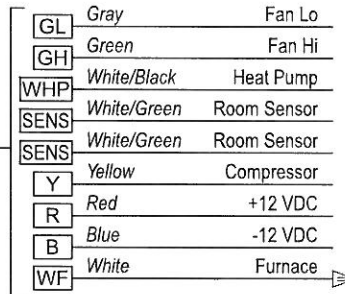 GL Gray Fan Lo
GH Green Fan Hi
WHP White/Black Heat Pump
SENS White/Green Room Sensor
SENS White/Green Room Sensor
Y Yellow Compressor
R Red +12 VDC
B Blue -12 VDC
WF White Furnace